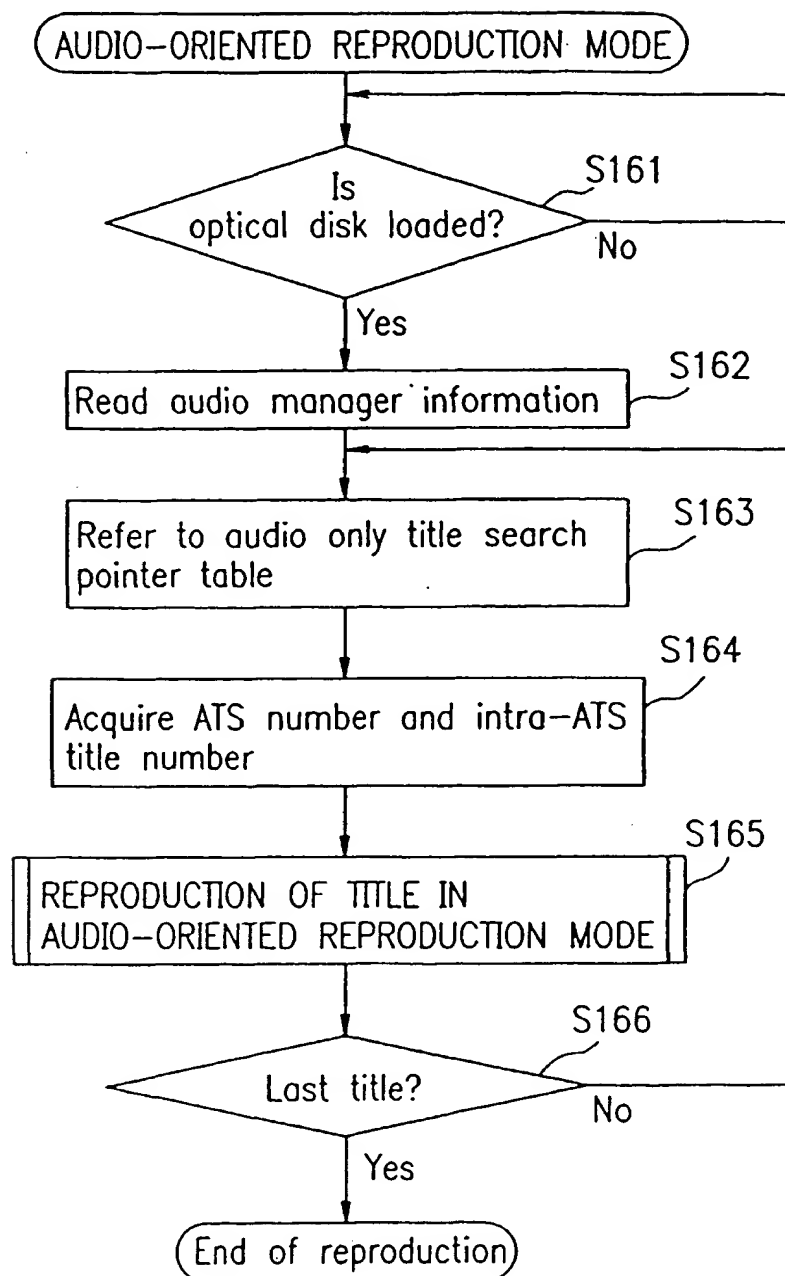 AUDIO-ORIENTED REPRODUCTION MODE
S161
Is
optical disk loaded?
No
Yes
S162
Read audio manager information
S163
Refer to audio only title search
pointer table
S164
Acquire ATS number and intra-ATS
title number
S165
REPRODUCTION OF TITLE IN
AUDIO-ORIENTED REPRODUCTION MODE
S166
Last title?
No
Yes
End of reproduction